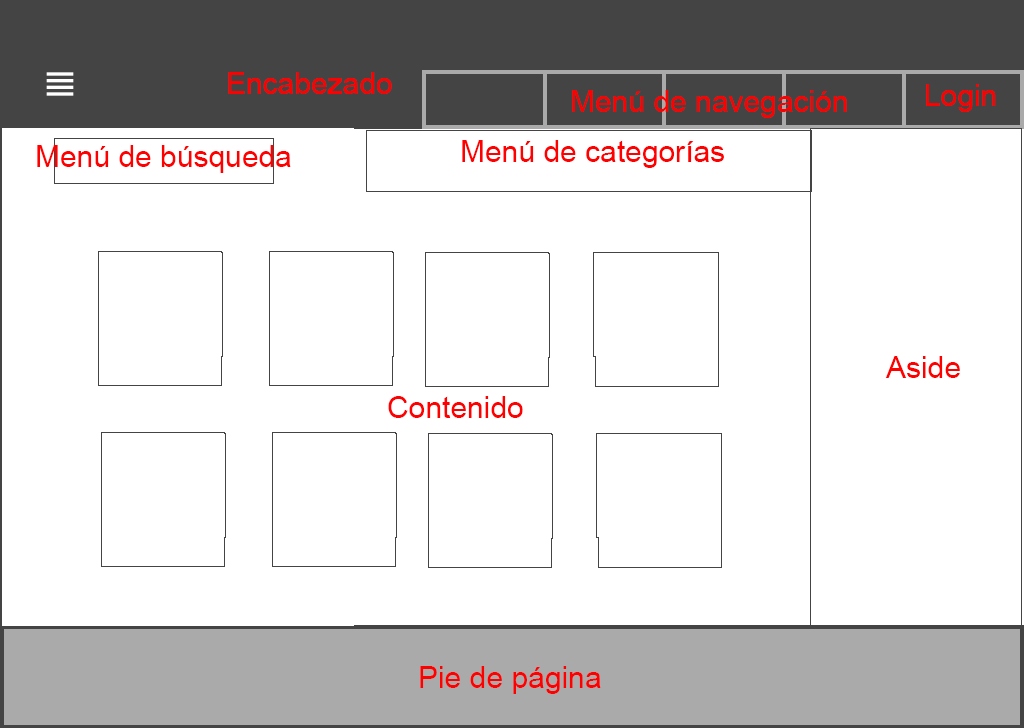 Encabezado
Menú de navegación
Login
Menú de búsqueda
Menú de categorías
Aside
Contenido
Pie de página